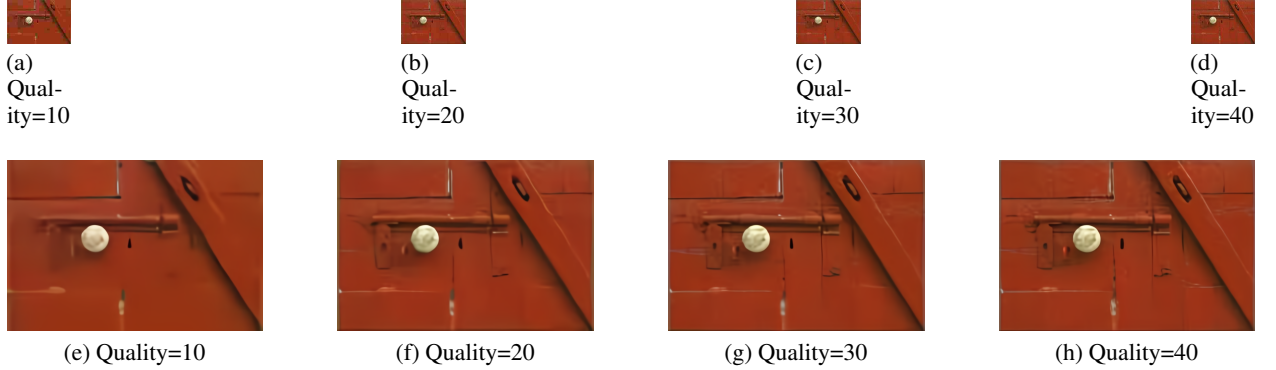 (a)
Qual-
ity=10
(b)
Qual-
ity=20
(c)
Qual-
ity=30
(d)
Qual-
ity=40
(e) Quality=10
(f) Quality=20
(g) Quality=30
(h) Quality=40